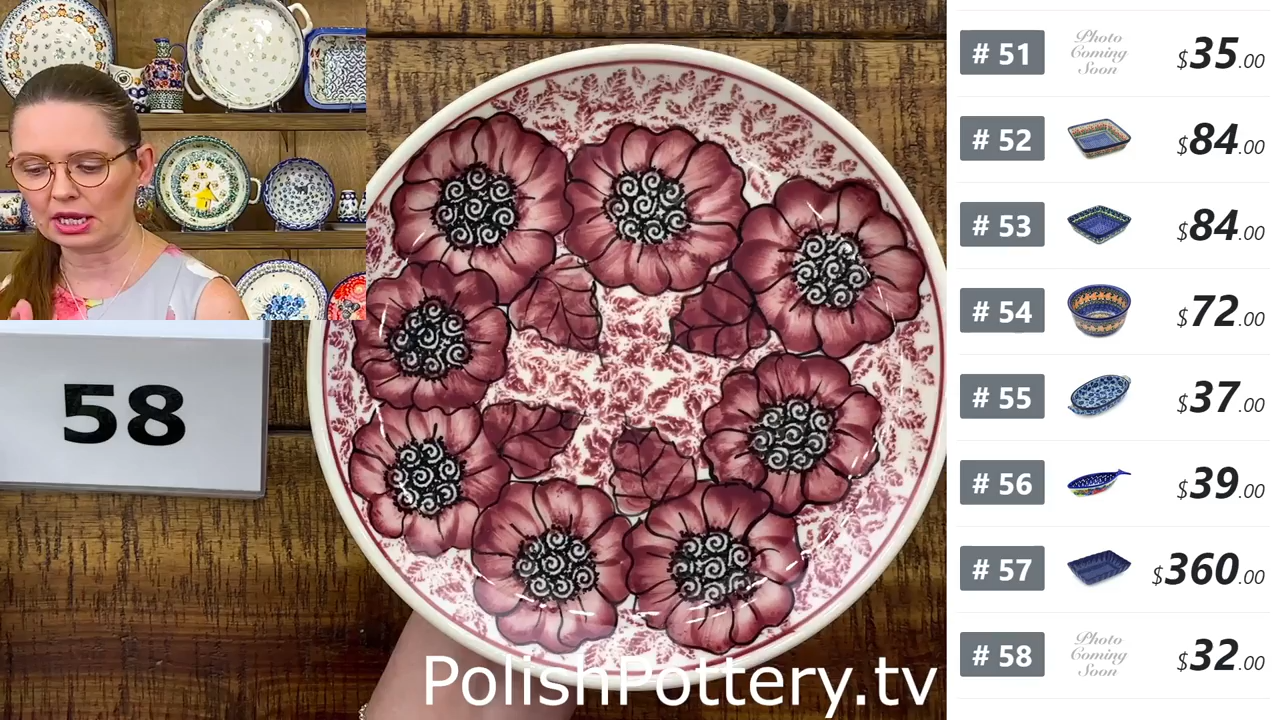 58
PolishPottery.tv
# 51 Photo Coming Soon $35.00
# 52 $84.00
# 53 $84.00
# 54 $72.00
# 55 $37.00
# 56 $39.00
# 57 $360.00
# 58 Photo Coming Soon $32.00